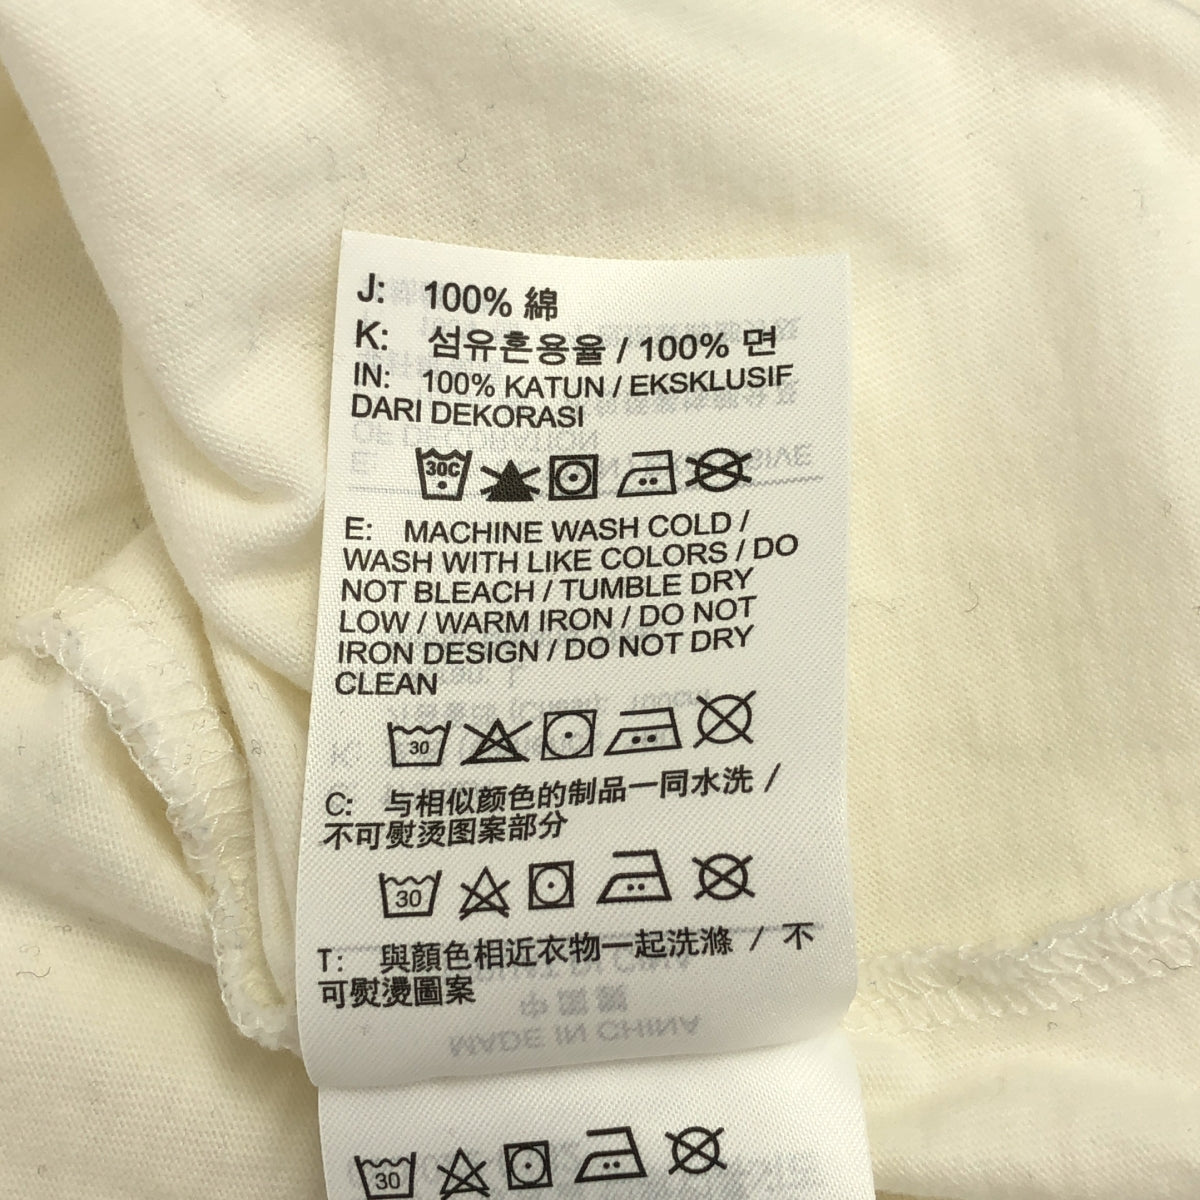 J: 100% 綿
K: 섬유혼용율 / 100% 면
IN: 100% KATUN / EKSKLUSIF
DARI DEKORASI
30C
E: MACHINE WASH COLD /
WASH WITH LIKE COLORS / DO
NOT BLEACH / TUMBLE DRY
LOW / WARM IRON / DO NOT
IRON DESIGN / DO NOT DRY
CLEAN
30
C: 与相似颜色的制品一同水洗 /
不可熨烫图案部分
30
T: 與顏色相近衣物一起洗滌 / 不
可熨燙圖案
MADE IN CHINA
30